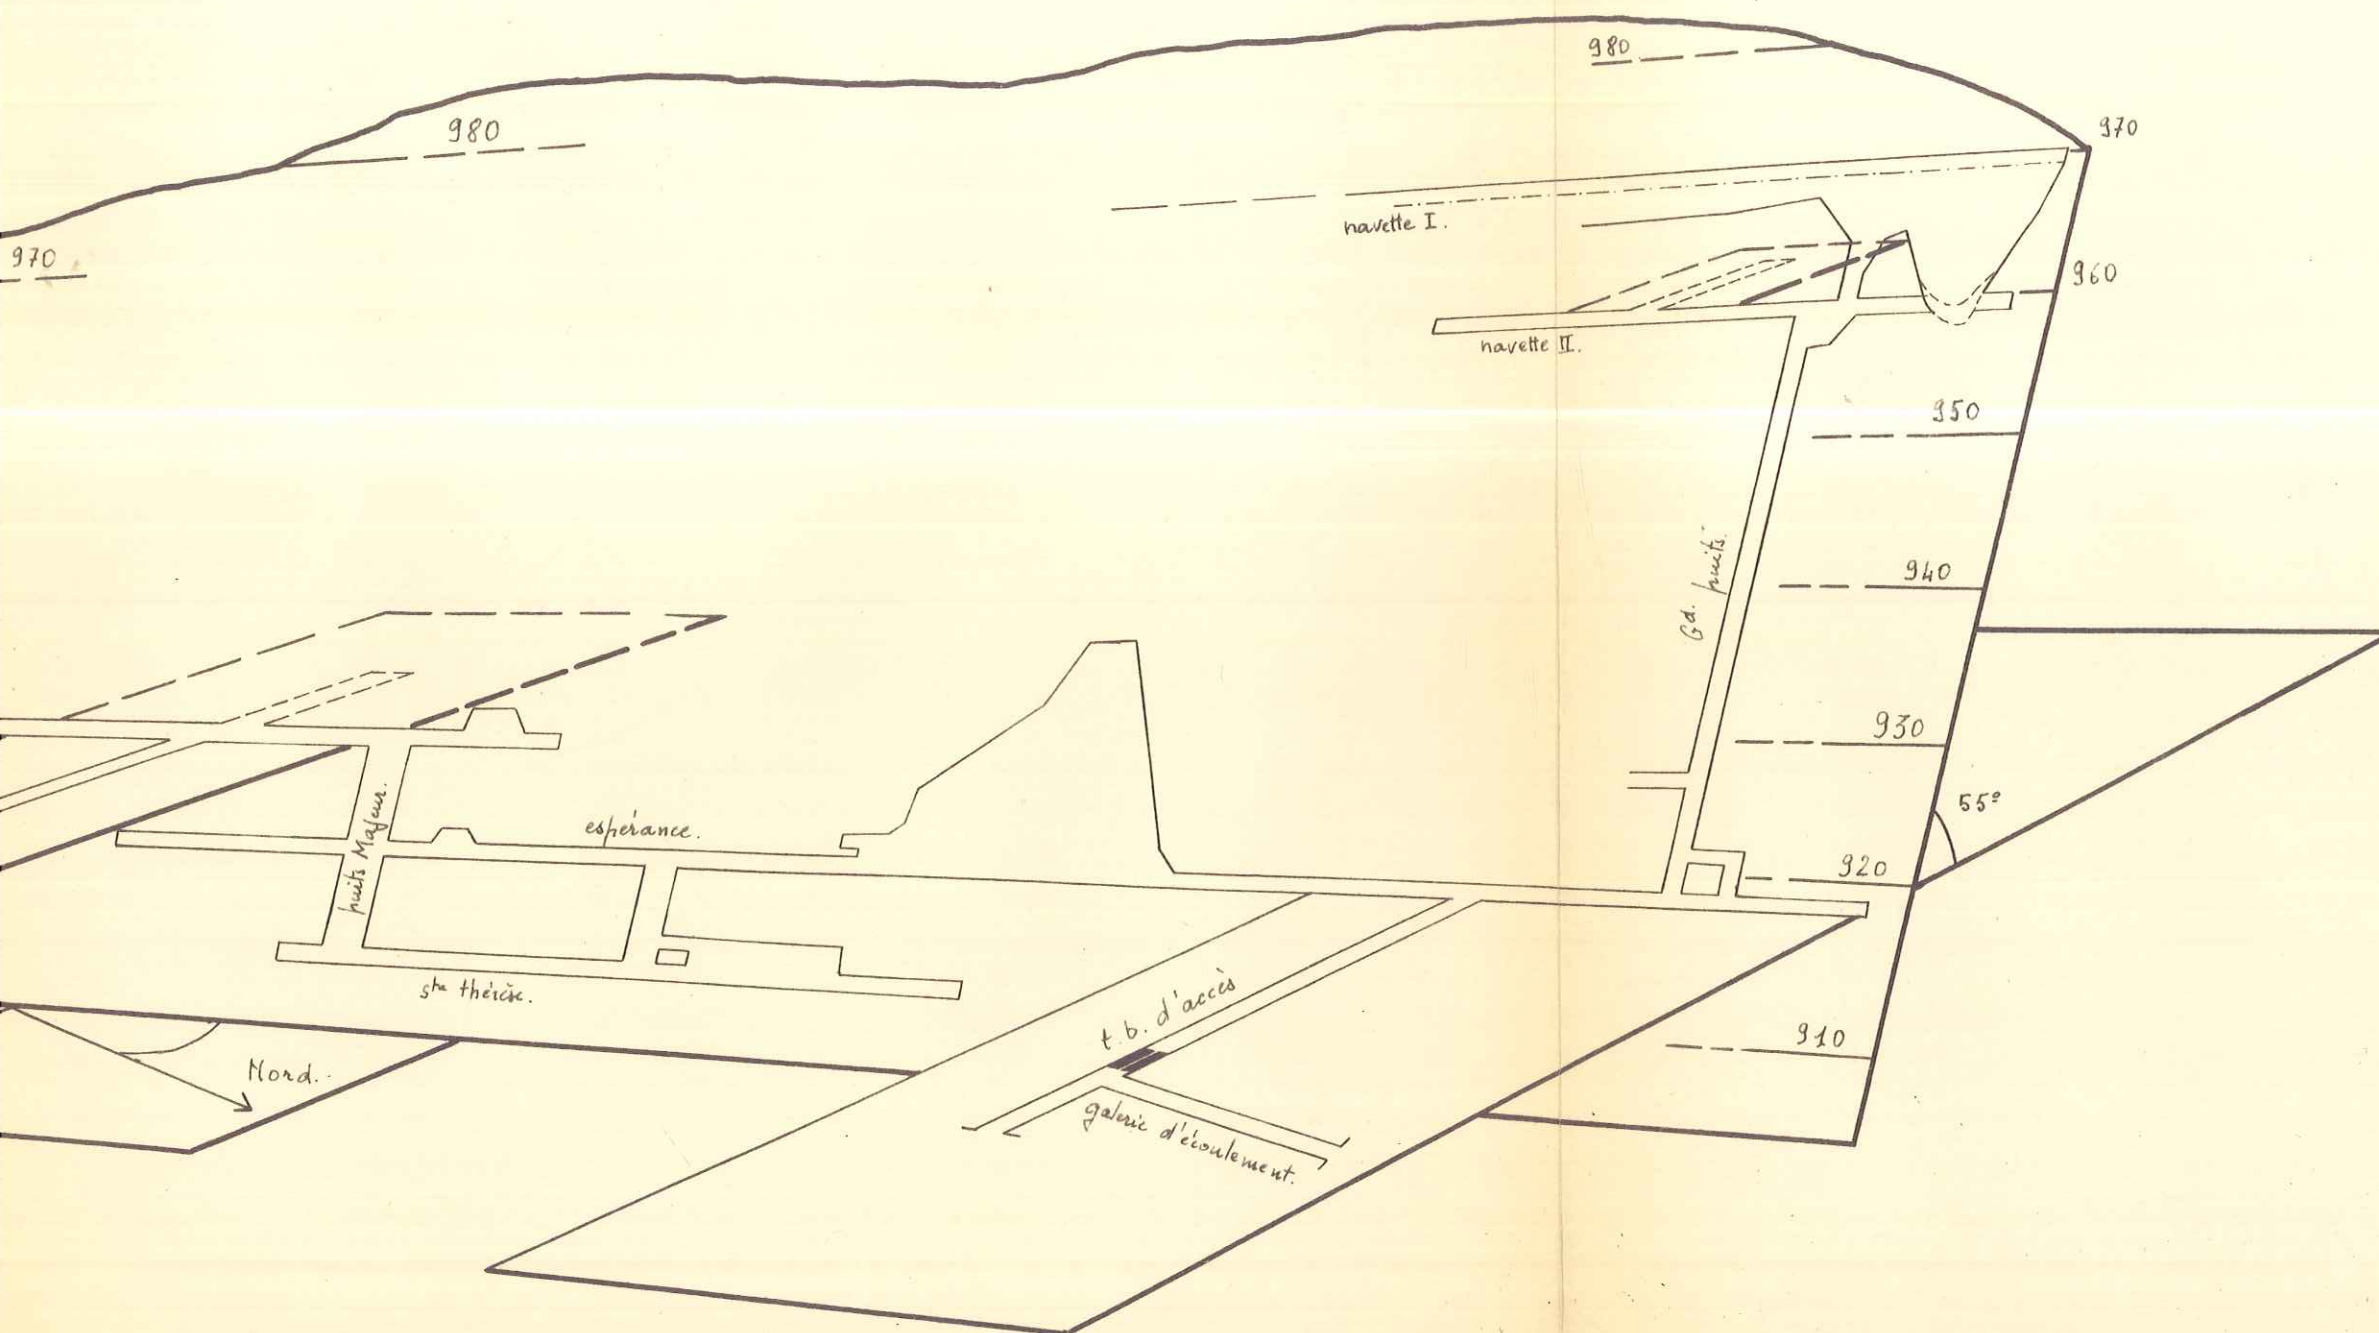 980
980
970
970
navette I.
960
navette II.
950
940
Gd. puits.
930
55º
puits Majeur.
espérance.
920
ste thérèse.
t.b. d'accès
910
Nord.
galerie d'écoulement.